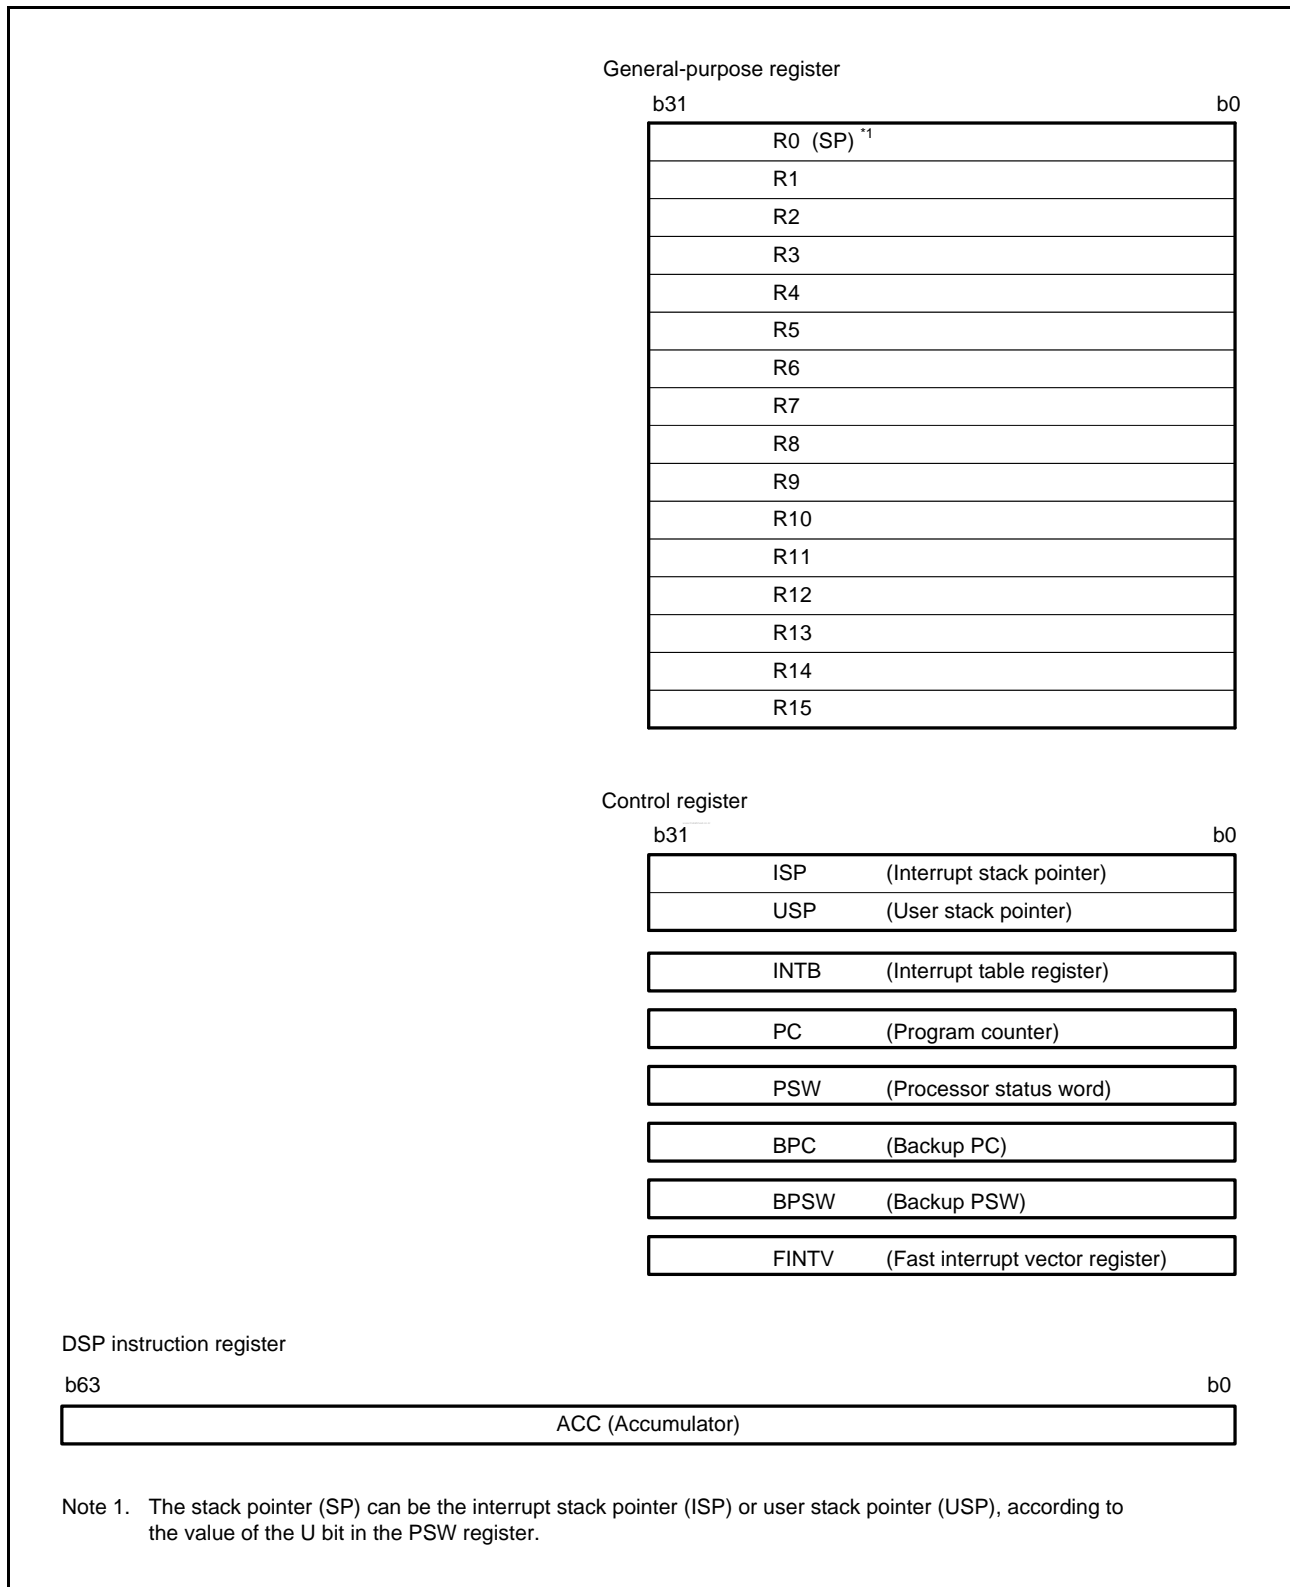 General-purpose register
b31 b0
R0 (SP) *1
R1
R2
R3
R4
R5
R6
R7
R8
R9
R10
R11
R12
R13
R14
R15
Control register
b31 b0
ISP (Interrupt stack pointer)
USP (User stack pointer)
INTB (Interrupt table register)
PC (Program counter)
PSW (Processor status word)
BPC (Backup PC)
BPSW (Backup PSW)
FINTV (Fast interrupt vector register)
DSP instruction register
b63 b0
ACC (Accumulator)
Note 1. The stack pointer (SP) can be the interrupt stack pointer (ISP) or user stack pointer (USP), according to
the value of the U bit in the PSW register.